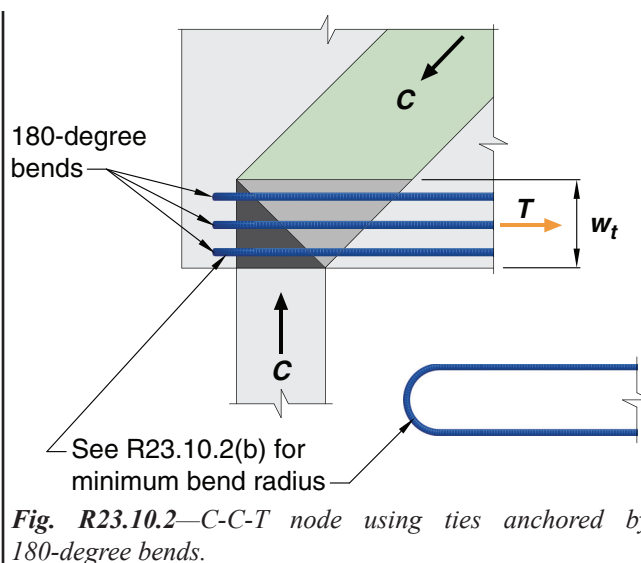 C
180-degree
bends
T
w_t
C
See R23.10.2(b) for
minimum bend radius
Fig. R23.10.2—C-C-T node using ties anchored by
180-degree bends.